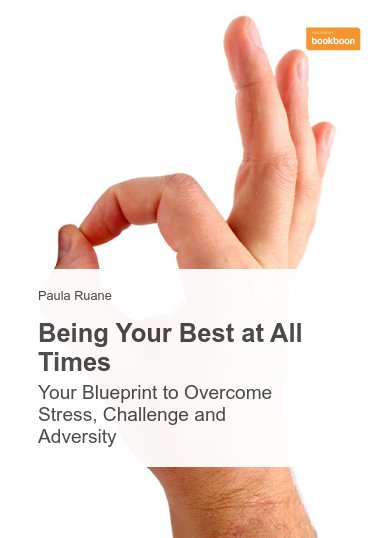 bookboon
Paula Ruane
Being Your Best at All
Times
Your Blueprint to Overcome
Stress, Challenge and
Adversity